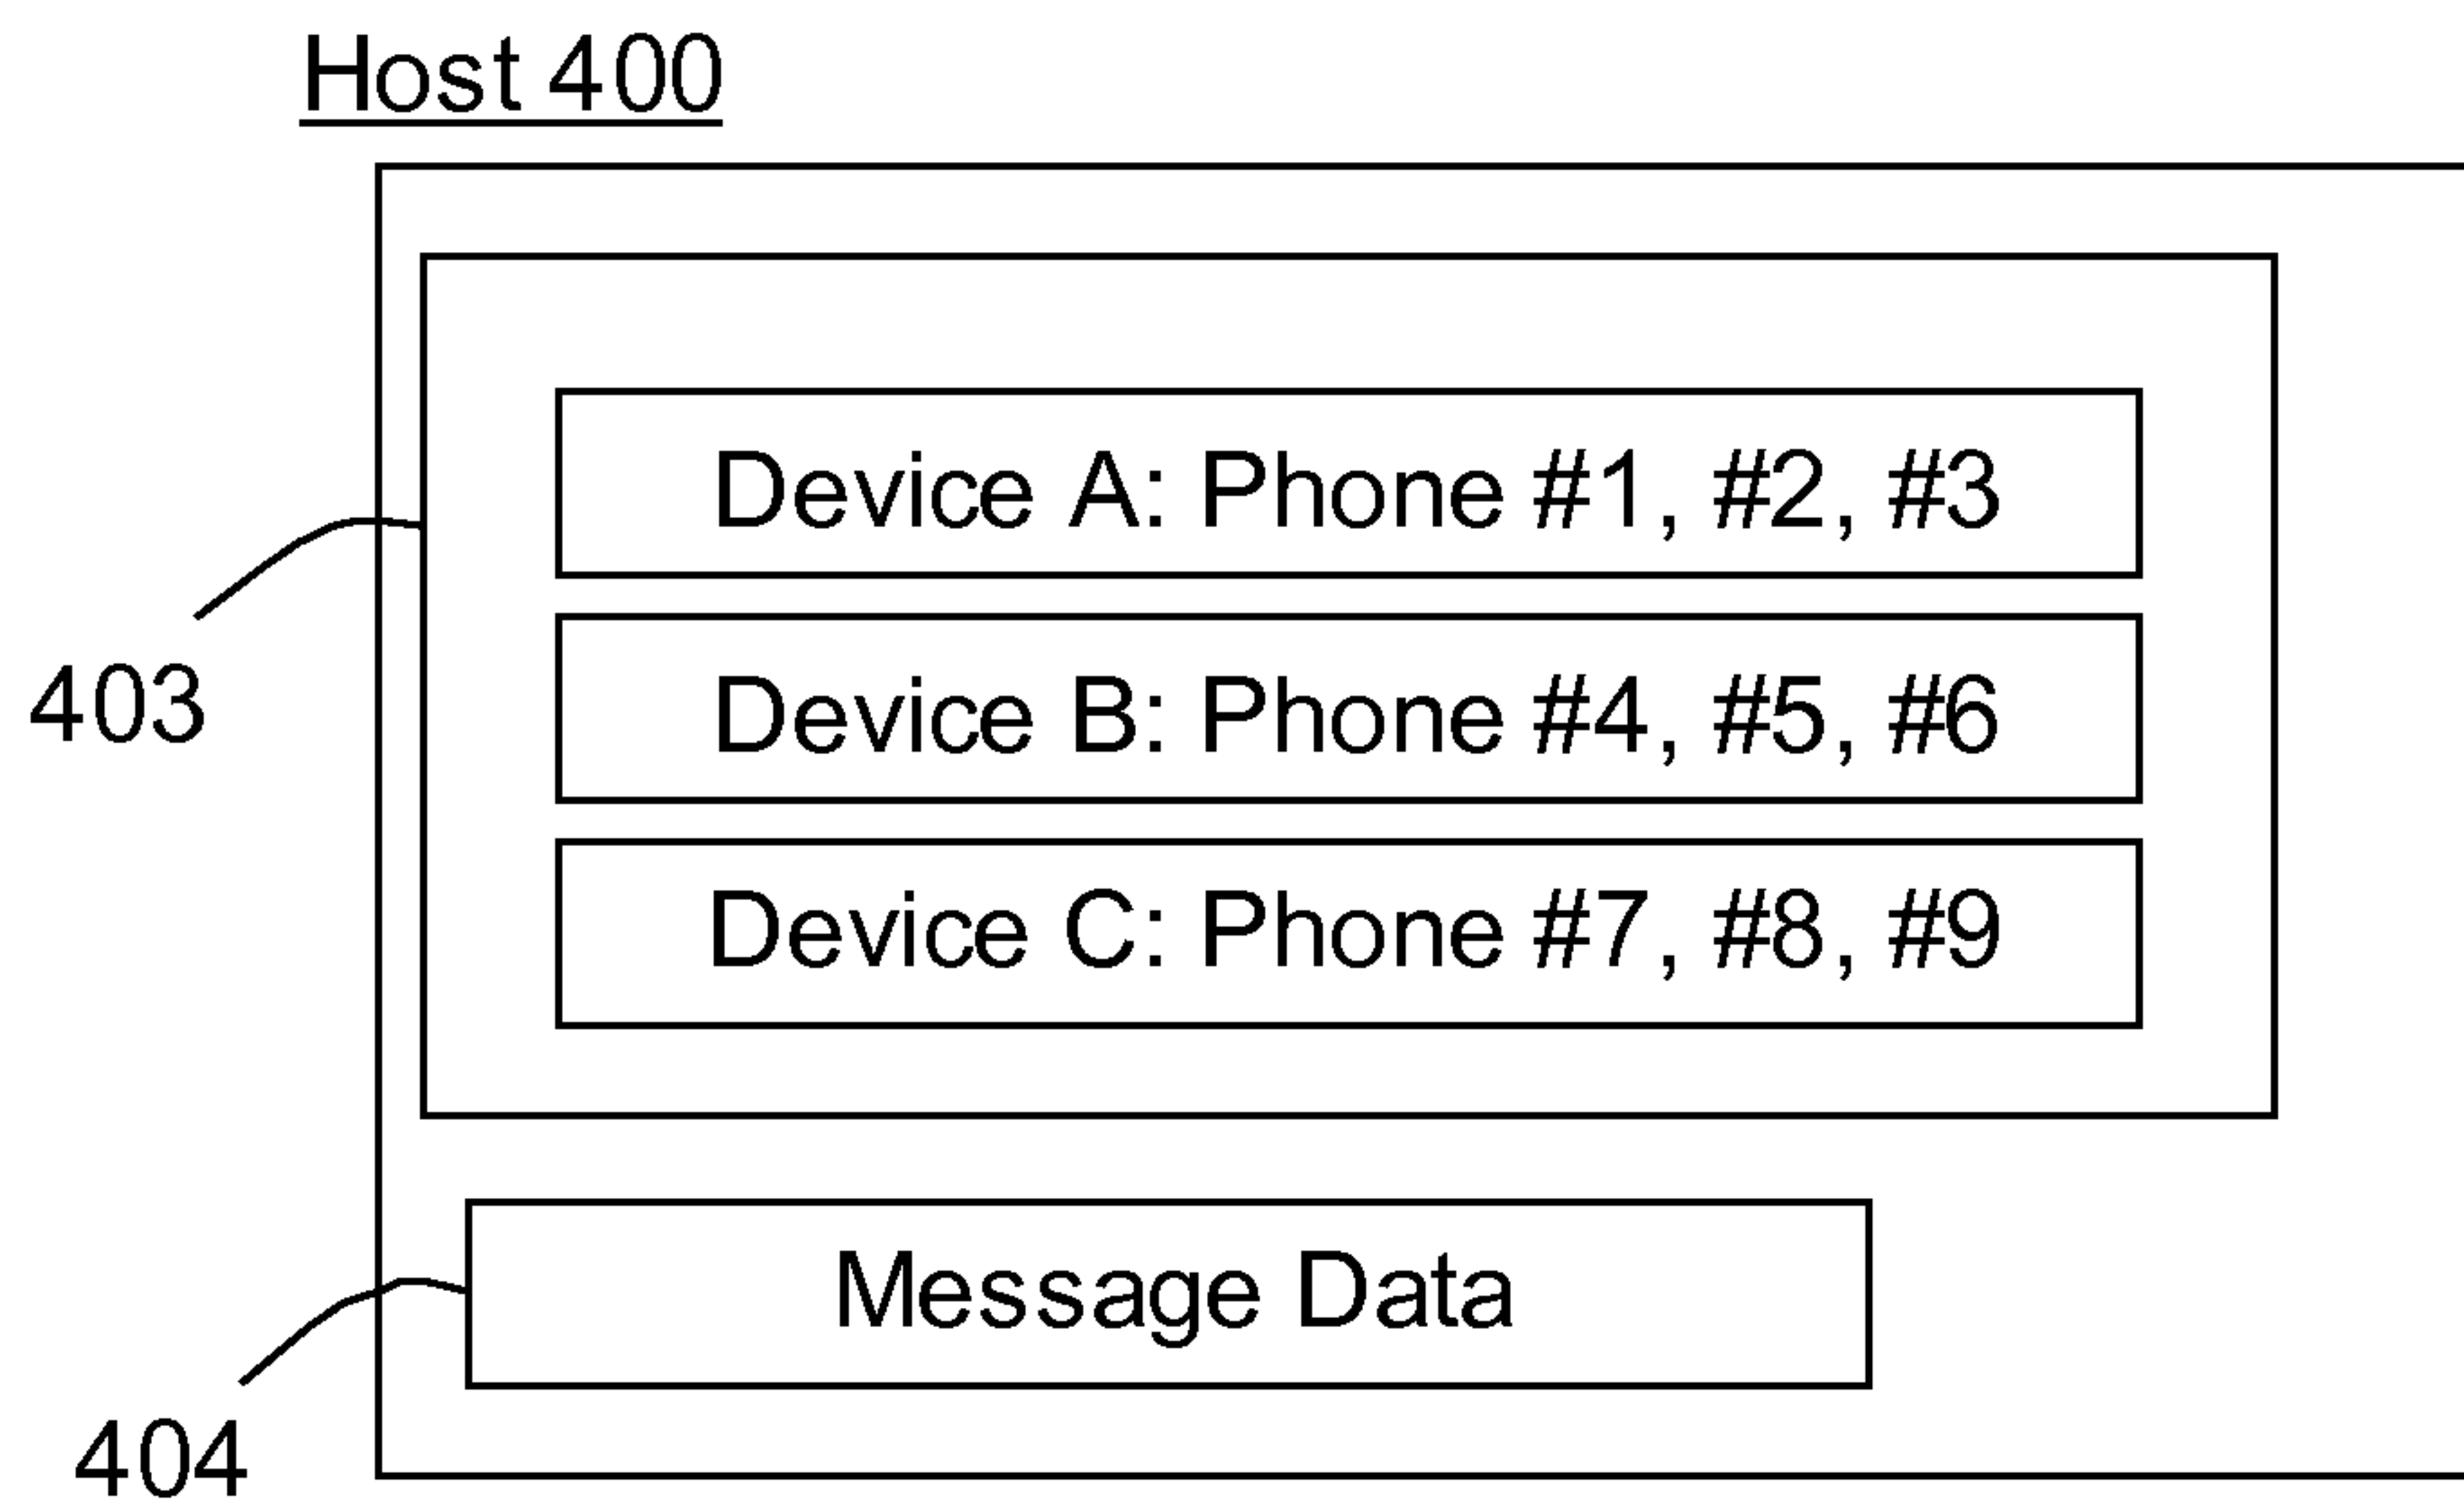 Host 400
Device A: Phone #1, #2, #3
403
Device B: Phone #4, #5, #6
Device C: Phone #7, #8, #9
Message Data
404